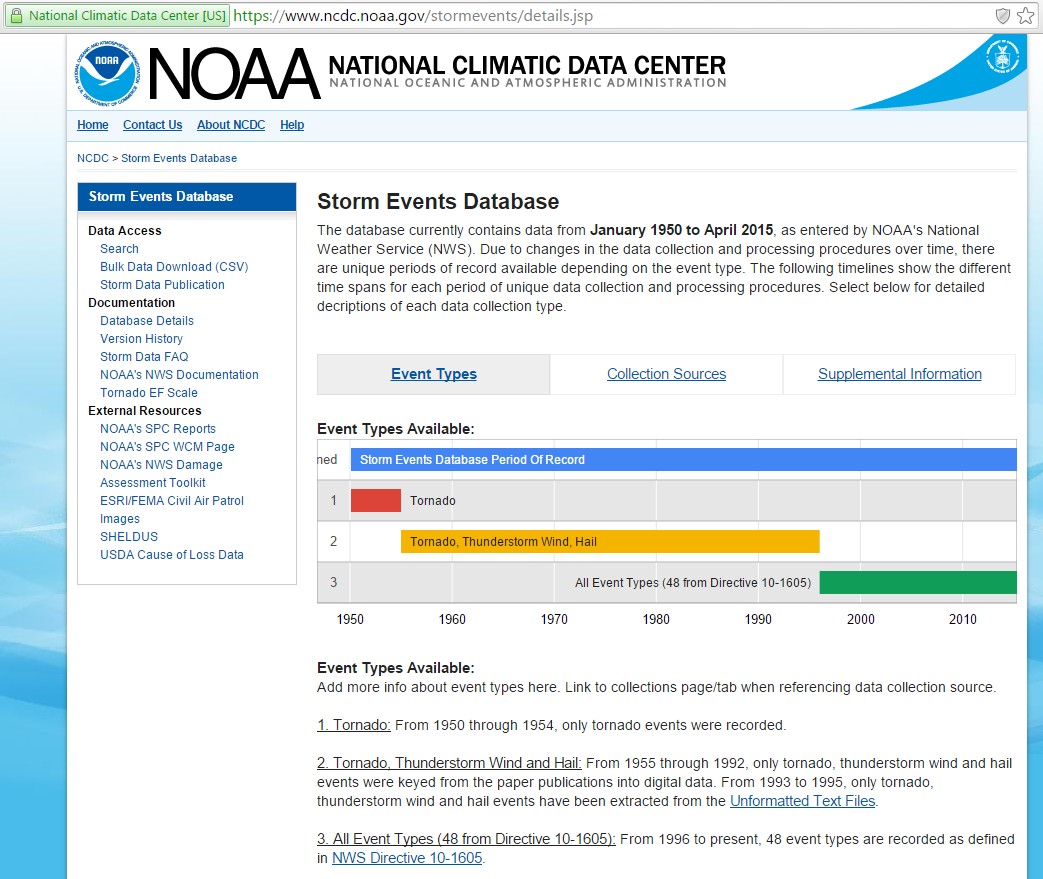 National Climatic Data Center [US] https://www.ncdc.noaa.gov/stormevents/details.jsp
NOAA
NOAA NATIONAL CLIMATIC DATA CENTER
NATIONAL OCEANIC AND ATMOSPHERIC ADMINISTRATION
Home Contact Us About NCDC Help
NCDC > Storm Events Database
Storm Events Database
Data Access
Search
Bulk Data Download (CSV)
Storm Data Publication
Documentation
Database Details
Version History
Storm Data FAQ
NOAA's NWS Documentation
Tornado EF Scale
External Resources
NOAA's SPC Reports
NOAA's SPC WCM Page
NOAA's NWS Damage
Assessment Toolkit
ESRI/FEMA Civil Air Patrol
Images
SHELDUS
USDA Cause of Loss Data
Storm Events Database
The database currently contains data from January 1950 to April 2015, as entered by NOAA's National
Weather Service (NWS). Due to changes in the data collection and processing procedures over time, there
are unique periods of record available depending on the event type. The following timelines show the different
time spans for each period of unique data collection and processing procedures. Select below for detailed
decriptions of each data collection type.
Event Types Collection Sources Supplemental Information
Event Types Available:
ned Storm Events Database Period Of Record
1 Tornado
2 Tornado, Thunderstorm Wind, Hail
3 All Event Types (48 from Directive 10-1605)
1950 1960 1970 1980 1990 2000 2010
Event Types Available:
Add more info about event types here. Link to collections page/tab when referencing data collection source.
1. Tornado: From 1950 through 1954, only tornado events were recorded.
2. Tornado, Thunderstorm Wind and Hail: From 1955 through 1992, only tornado, thunderstorm wind and hail
events were keyed from the paper publications into digital data. From 1993 to 1995, only tornado,
thunderstorm wind and hail events have been extracted from the Unformatted Text Files.
3. All Event Types (48 from Directive 10-1605): From 1996 to present, 48 event types are recorded as defined
in NWS Directive 10-1605.